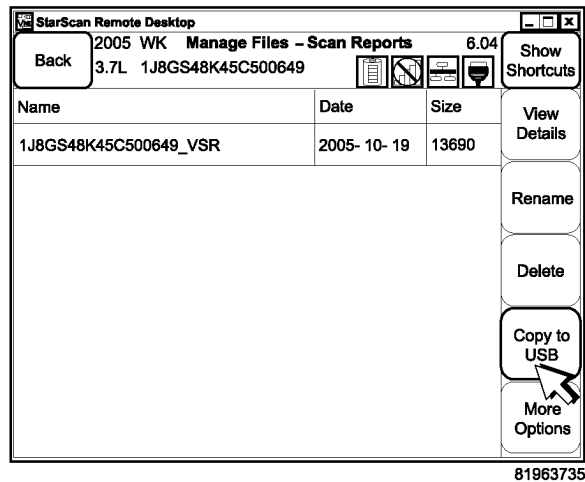 StarScan Remote Desktop
Back
2005 WK Manage Files – Scan Reports 6.04
3.7L 1J8GS48K45C500649
Show
Shortcuts
Name Date Size
1J8GS48K45C500649_VSR 2005- 10- 19 13690
View
Details
Rename
Delete
Copy to
USB
More
Options
81963735